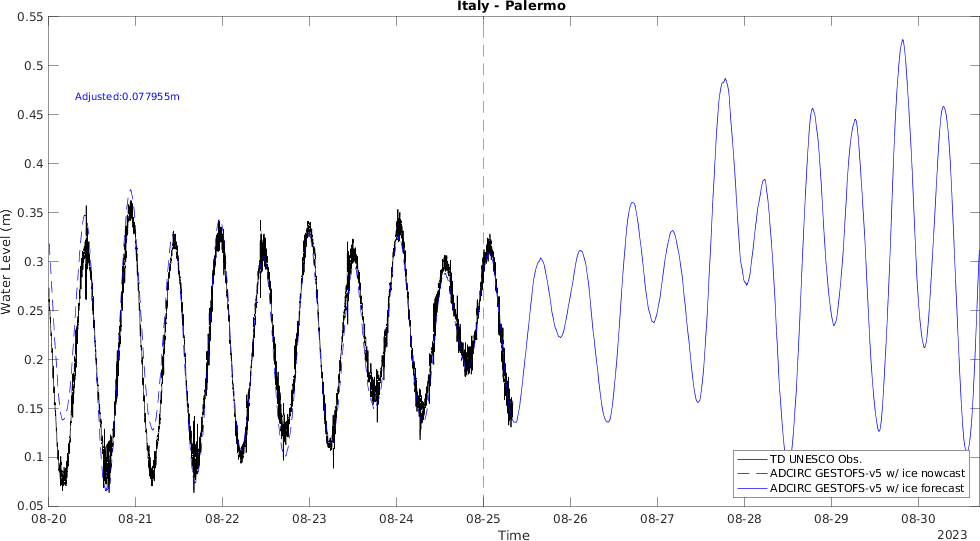 Italy - Palermo
0.55
0.5
0.45
0.4
0.35
0.3
0.25
0.2
0.15
0.1
0.05
Water Level (m)
Adjusted:0.077955m
TD UNESCO Obs.
ADCIRC GESTOFS-v5 w/ ice nowcast
ADCIRC GESTOFS-v5 w/ ice forecast
08-20 08-21 08-22 08-23 08-24 08-25 08-26 08-27 08-28 08-29 08-30
Time
2023